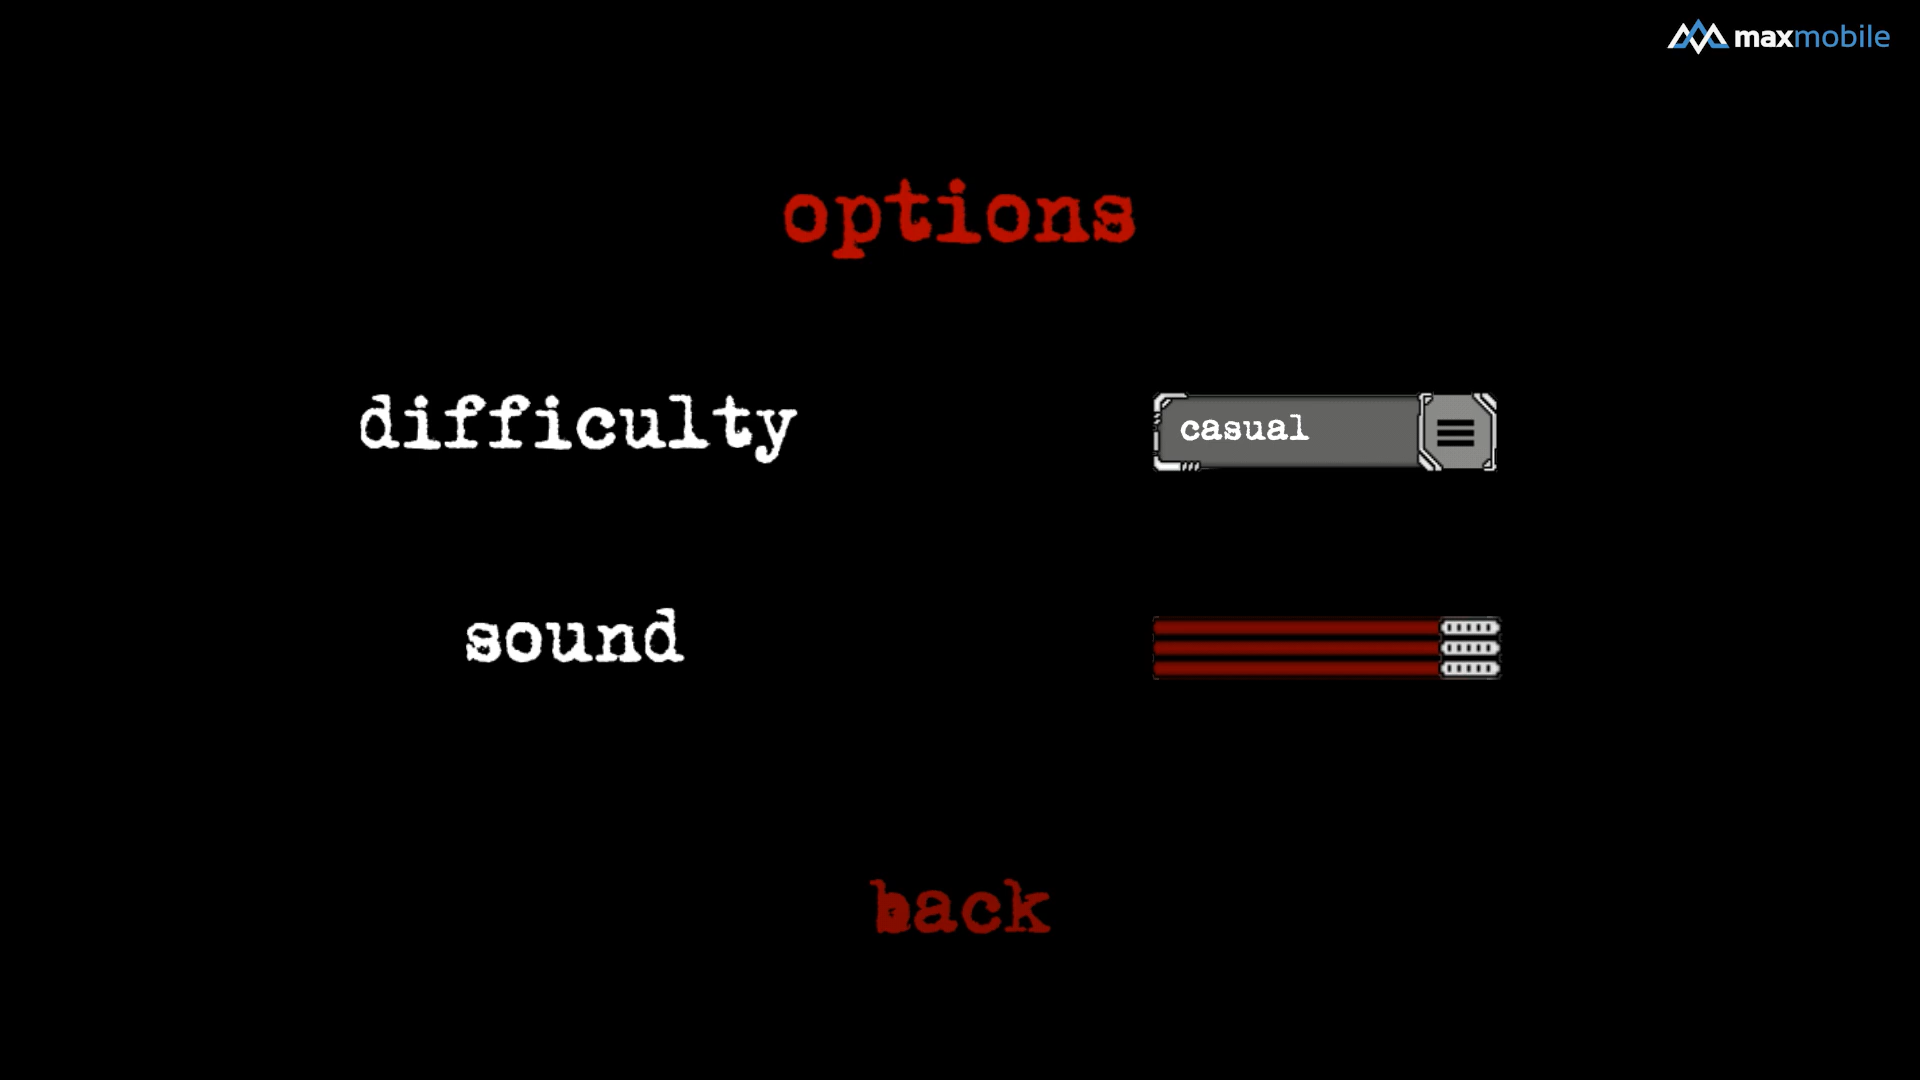 maxmobile
options
difficulty
casual
sound
back